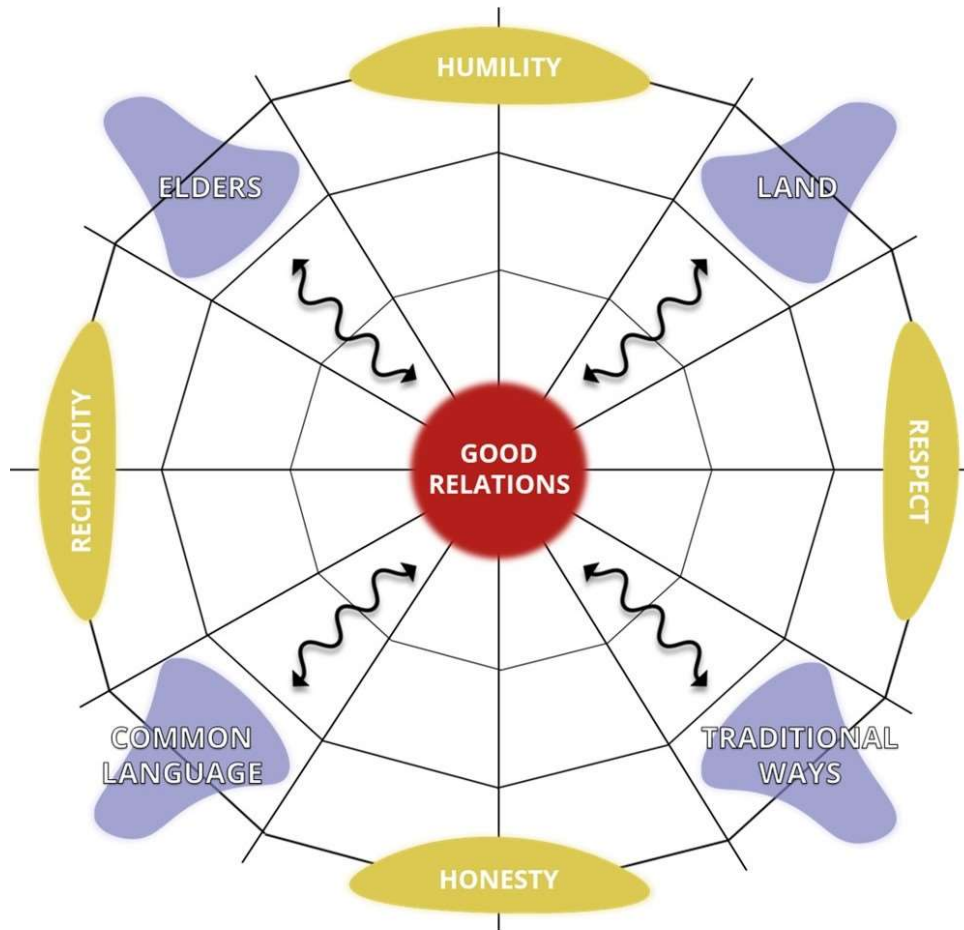 HUMILITY
ELDERS
LAND
RECIPROCITY
GOOD
RELATIONS
RESPECT
COMMON
LANGUAGE
TRADITIONAL
WAYS
HONESTY